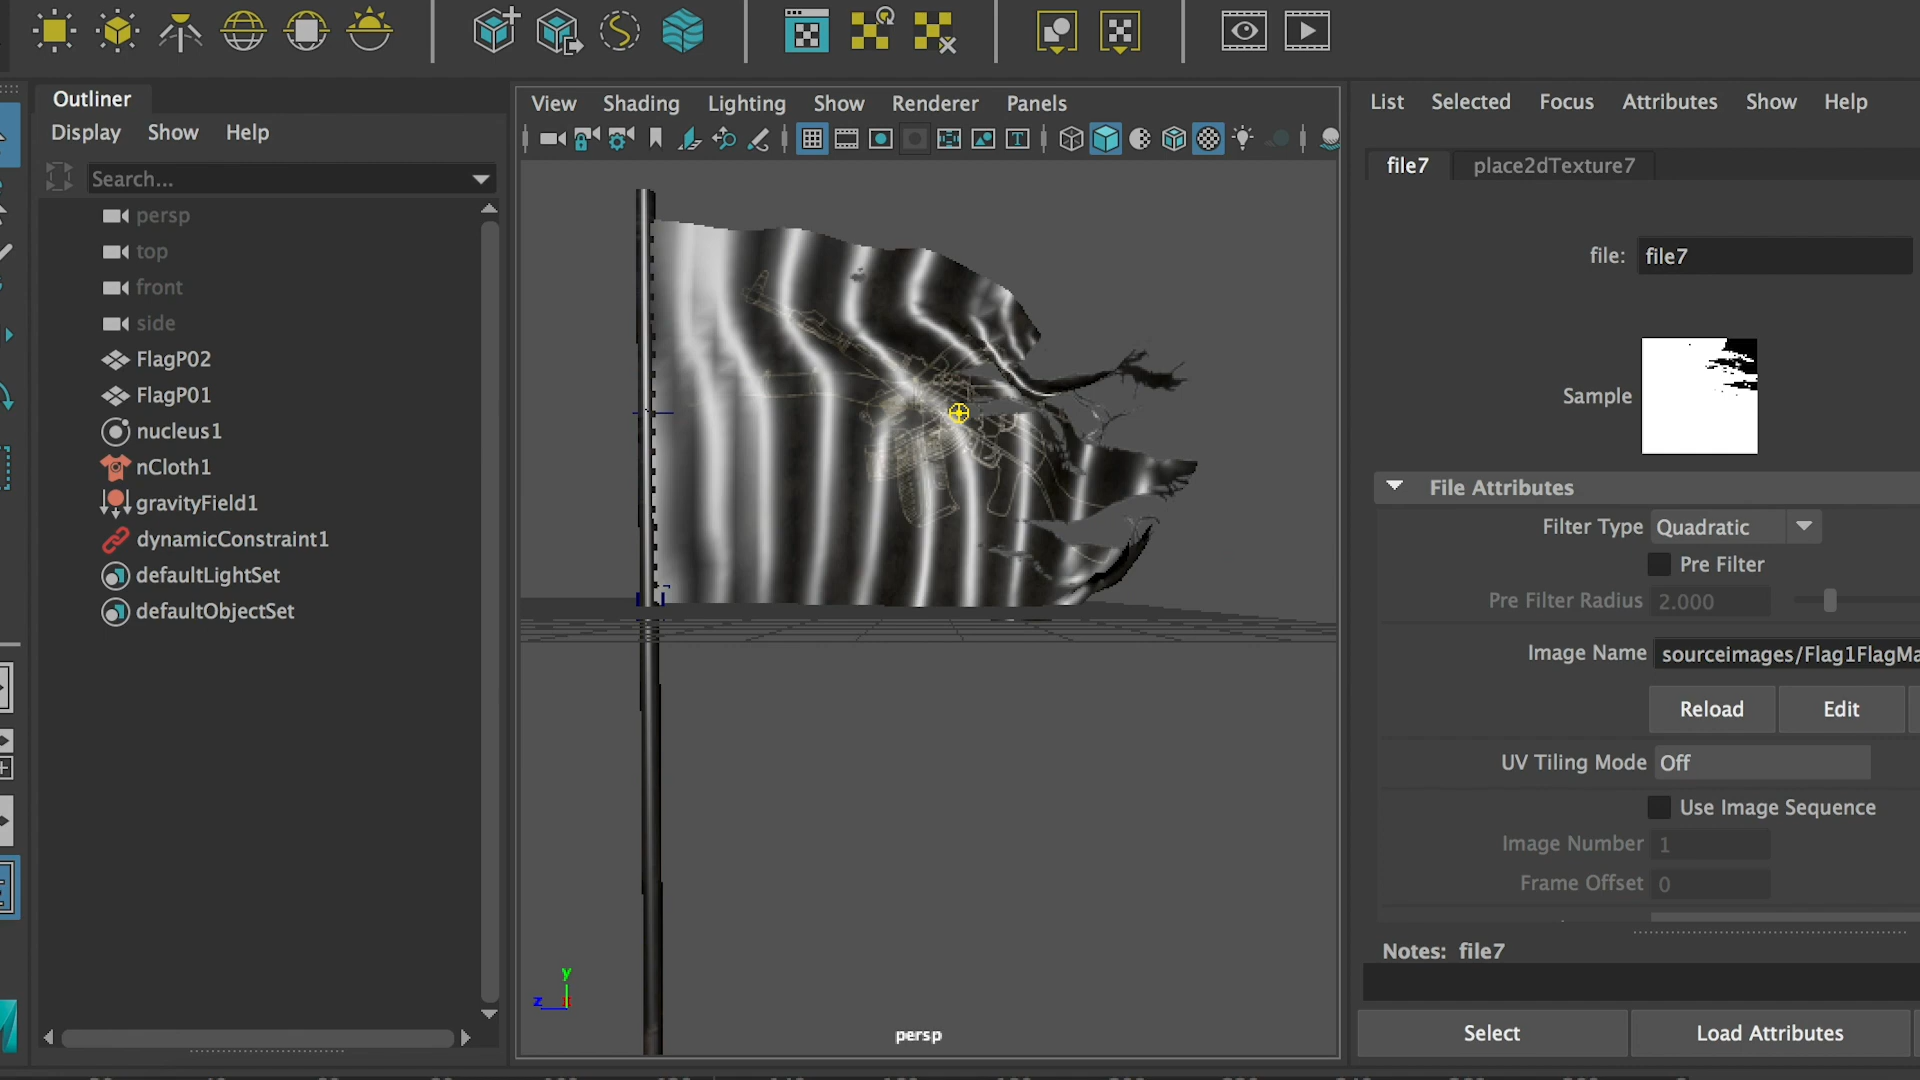 Outliner
Display Show Help
Search...
persp
top
front
side
FlagP02
FlagP01
nucleus1
nCloth1
gravityField1
dynamicConstraint1
defaultLightSet
defaultObjectSet
View Shading Lighting Show Renderer Panels
persp
y
z
List Selected Focus Attributes Show Help
file7 place2dTexture7
file: file7
Sample
File Attributes
Filter Type Quadratic
Pre Filter
Pre Filter Radius 2.000
Image Name sourceimages/Flag1FlagMa
Reload Edit
UV Tiling Mode Off
Use Image Sequence
Image Number 1
Frame Offset 0
Notes: file7
Select Load Attributes